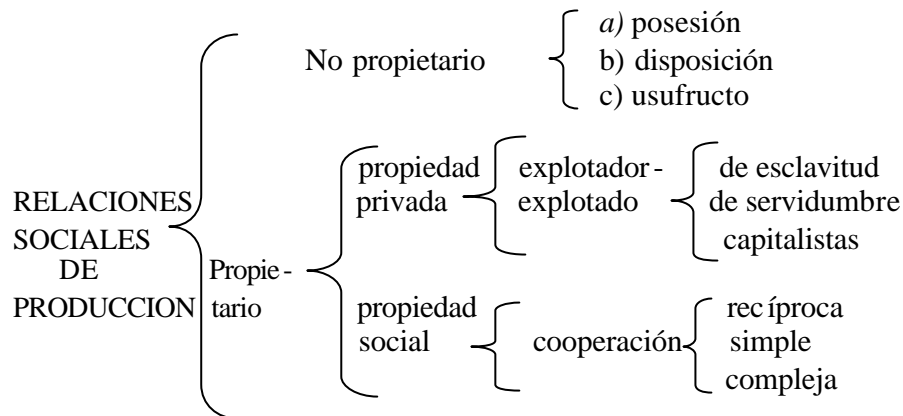 RELACIONES
SOCIALES
DE
PRODUCCION
No propietario
a) posesión
b) disposición
c) usufructo
Propie-
tario
propiedad
privada
explotador-
explotado
de esclavitud
de servidumbre
capitalistas
propiedad
social
cooperación
recíproca
simple
compleja